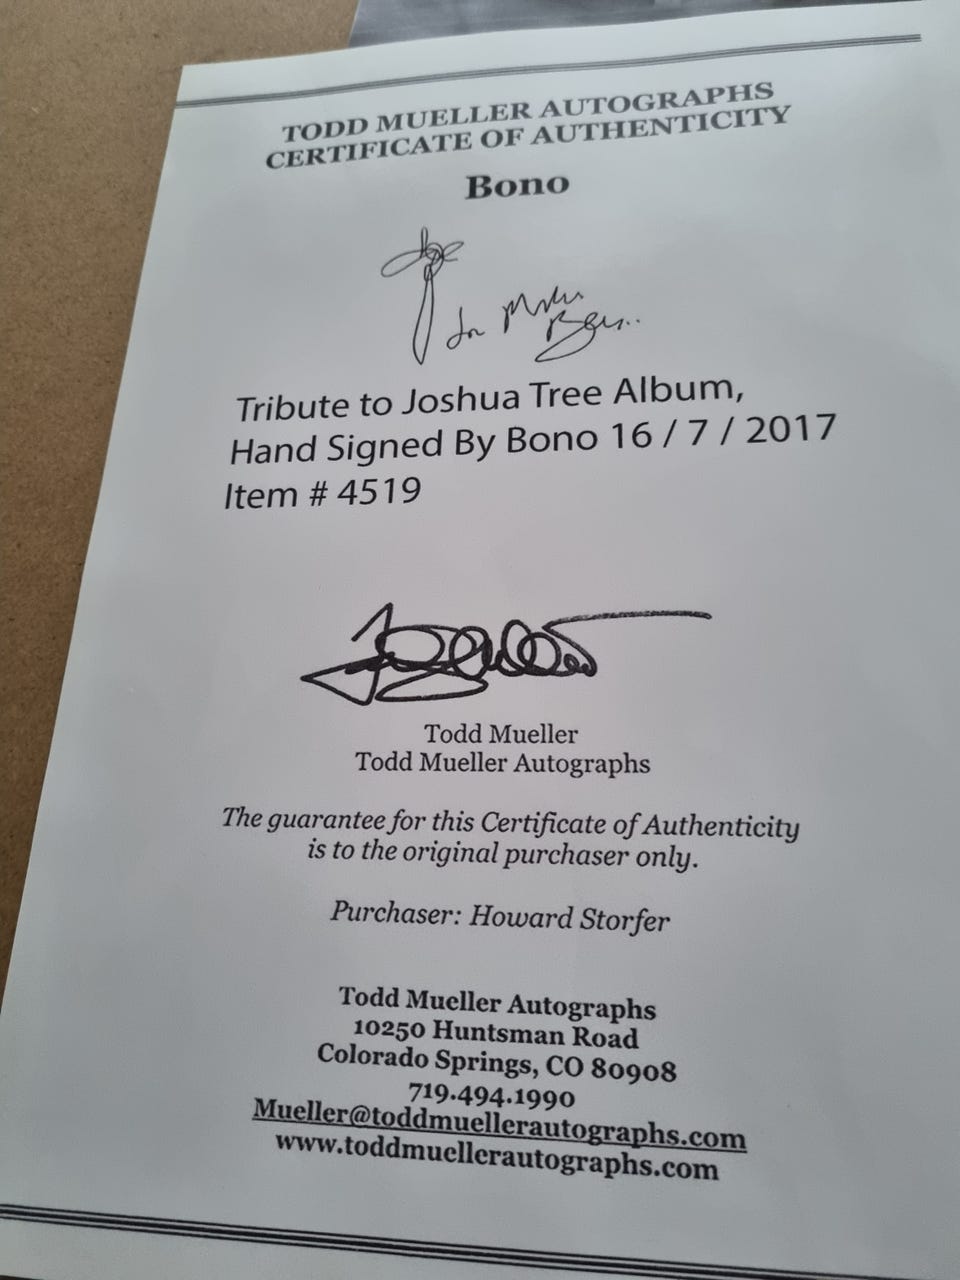 TODD MUELLER AUTOGRAPHS
CERTIFICATE OF AUTHENTICITY
Bono
Tribute to Joshua Tree Album,
Hand Signed By Bono 16 / 7 / 2017
Item # 4519
Todd Mueller
Todd Mueller Autographs
The guarantee for this Certificate of Authenticity
is to the original purchaser only.
Purchaser: Howard Storfer
Todd Mueller Autographs
10250 Huntsman Road
Colorado Springs, CO 80908
719.494.1990
Mueller@toddmuellerautographs.com
www.toddmuellerautographs.com